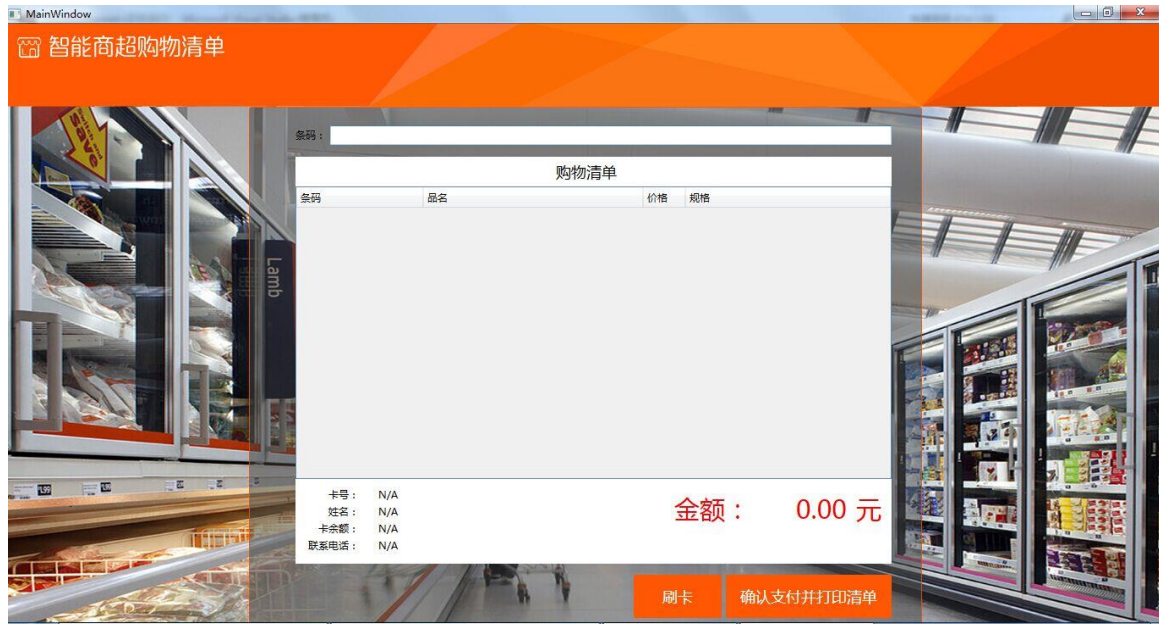 MainWindow
智能商超购物清单
Switch and
save
Lamb
条码：
购物清单
条码 品名 价格 规格
卡号： N/A
姓名： N/A
卡余额： N/A
联系电话： N/A
金额： 0.00 元
刷卡 确认支付并打印清单